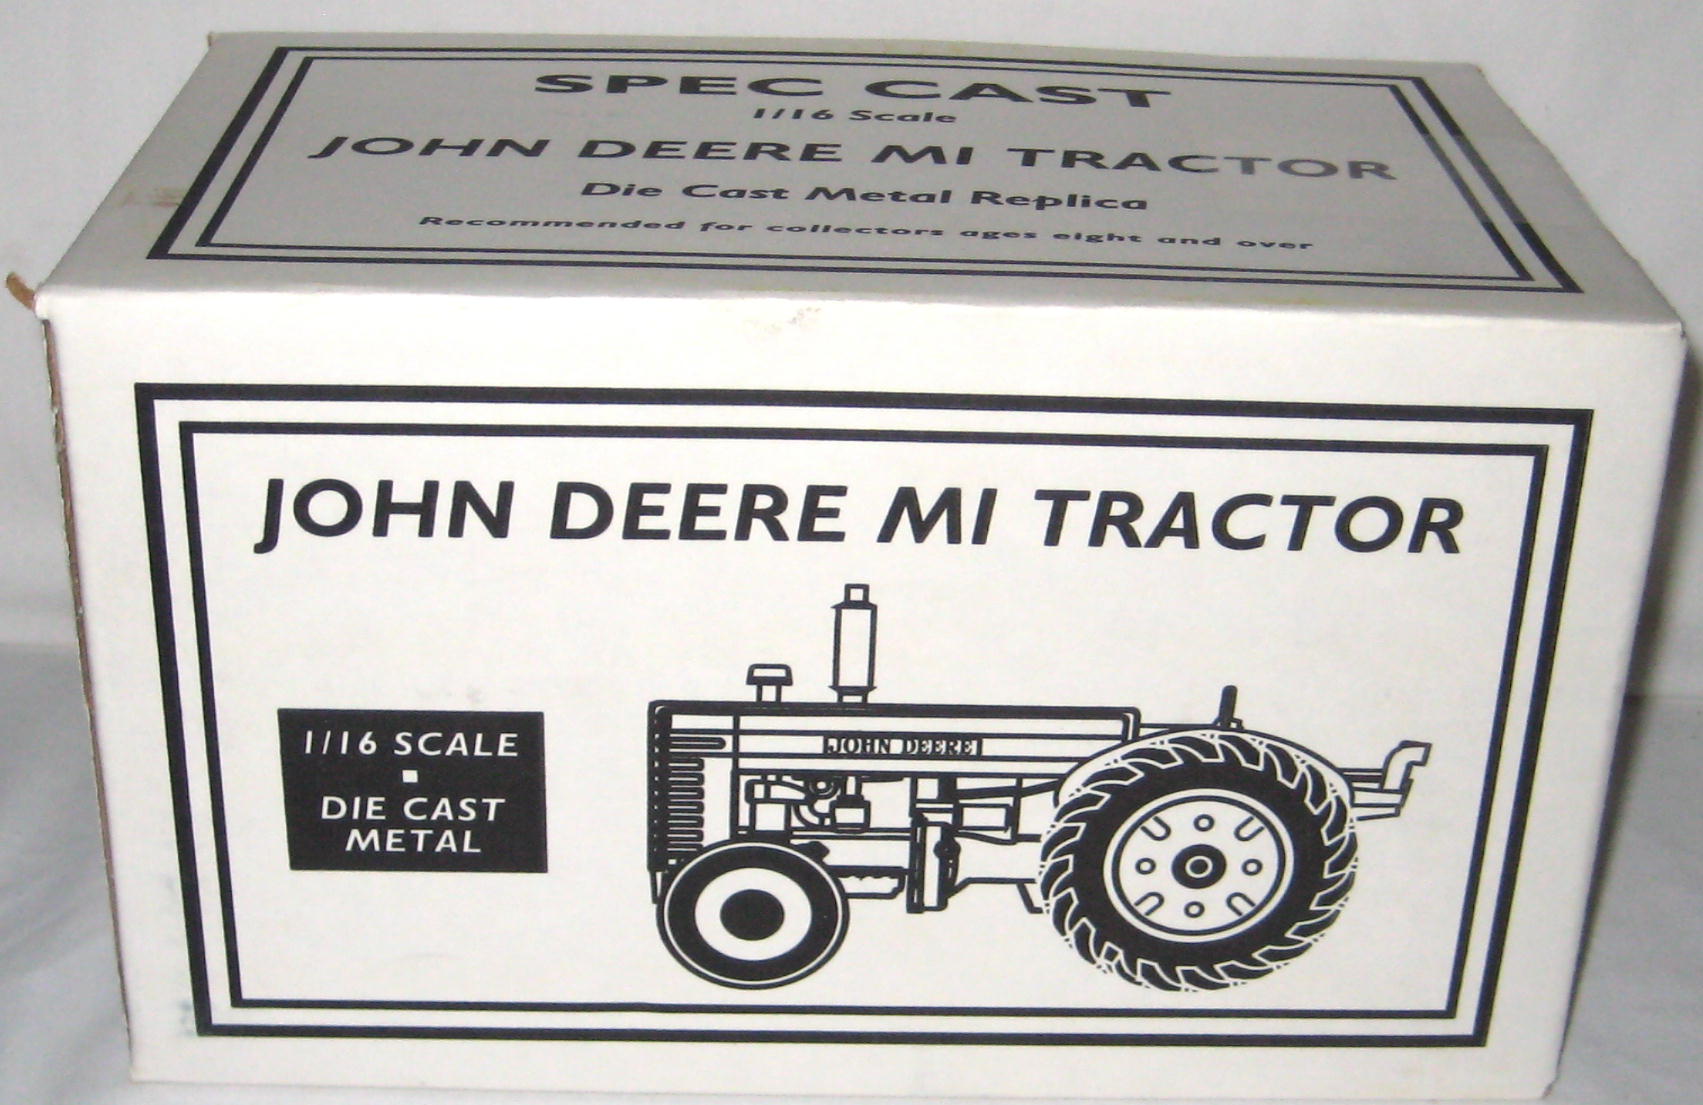 SPEC CAST
1/16 Scale
JOHN DEERE MI TRACTOR
Die Cast Metal Replica
Recommended for collectors ages eight and over
JOHN DEERE MI TRACTOR
1/16 SCALE
DIE CAST
METAL
JOHN DEERE